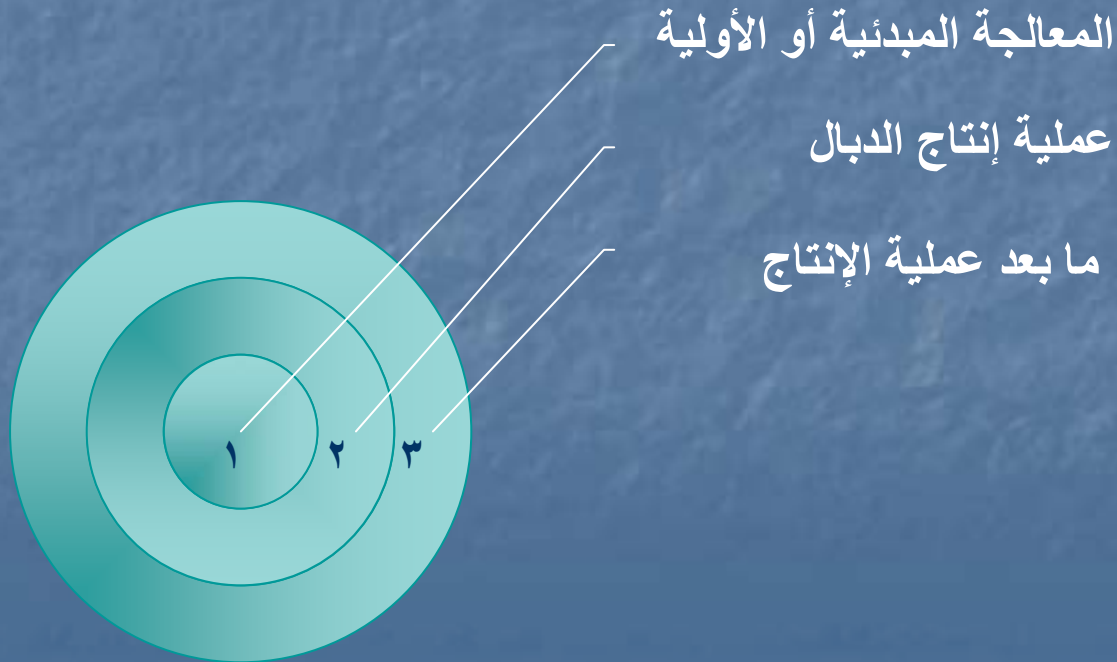 المعالجة المبدئية أو الأولية
عملية إنتاج الدبال
ما بعد عملية الإنتاج
١ ٢ ٣